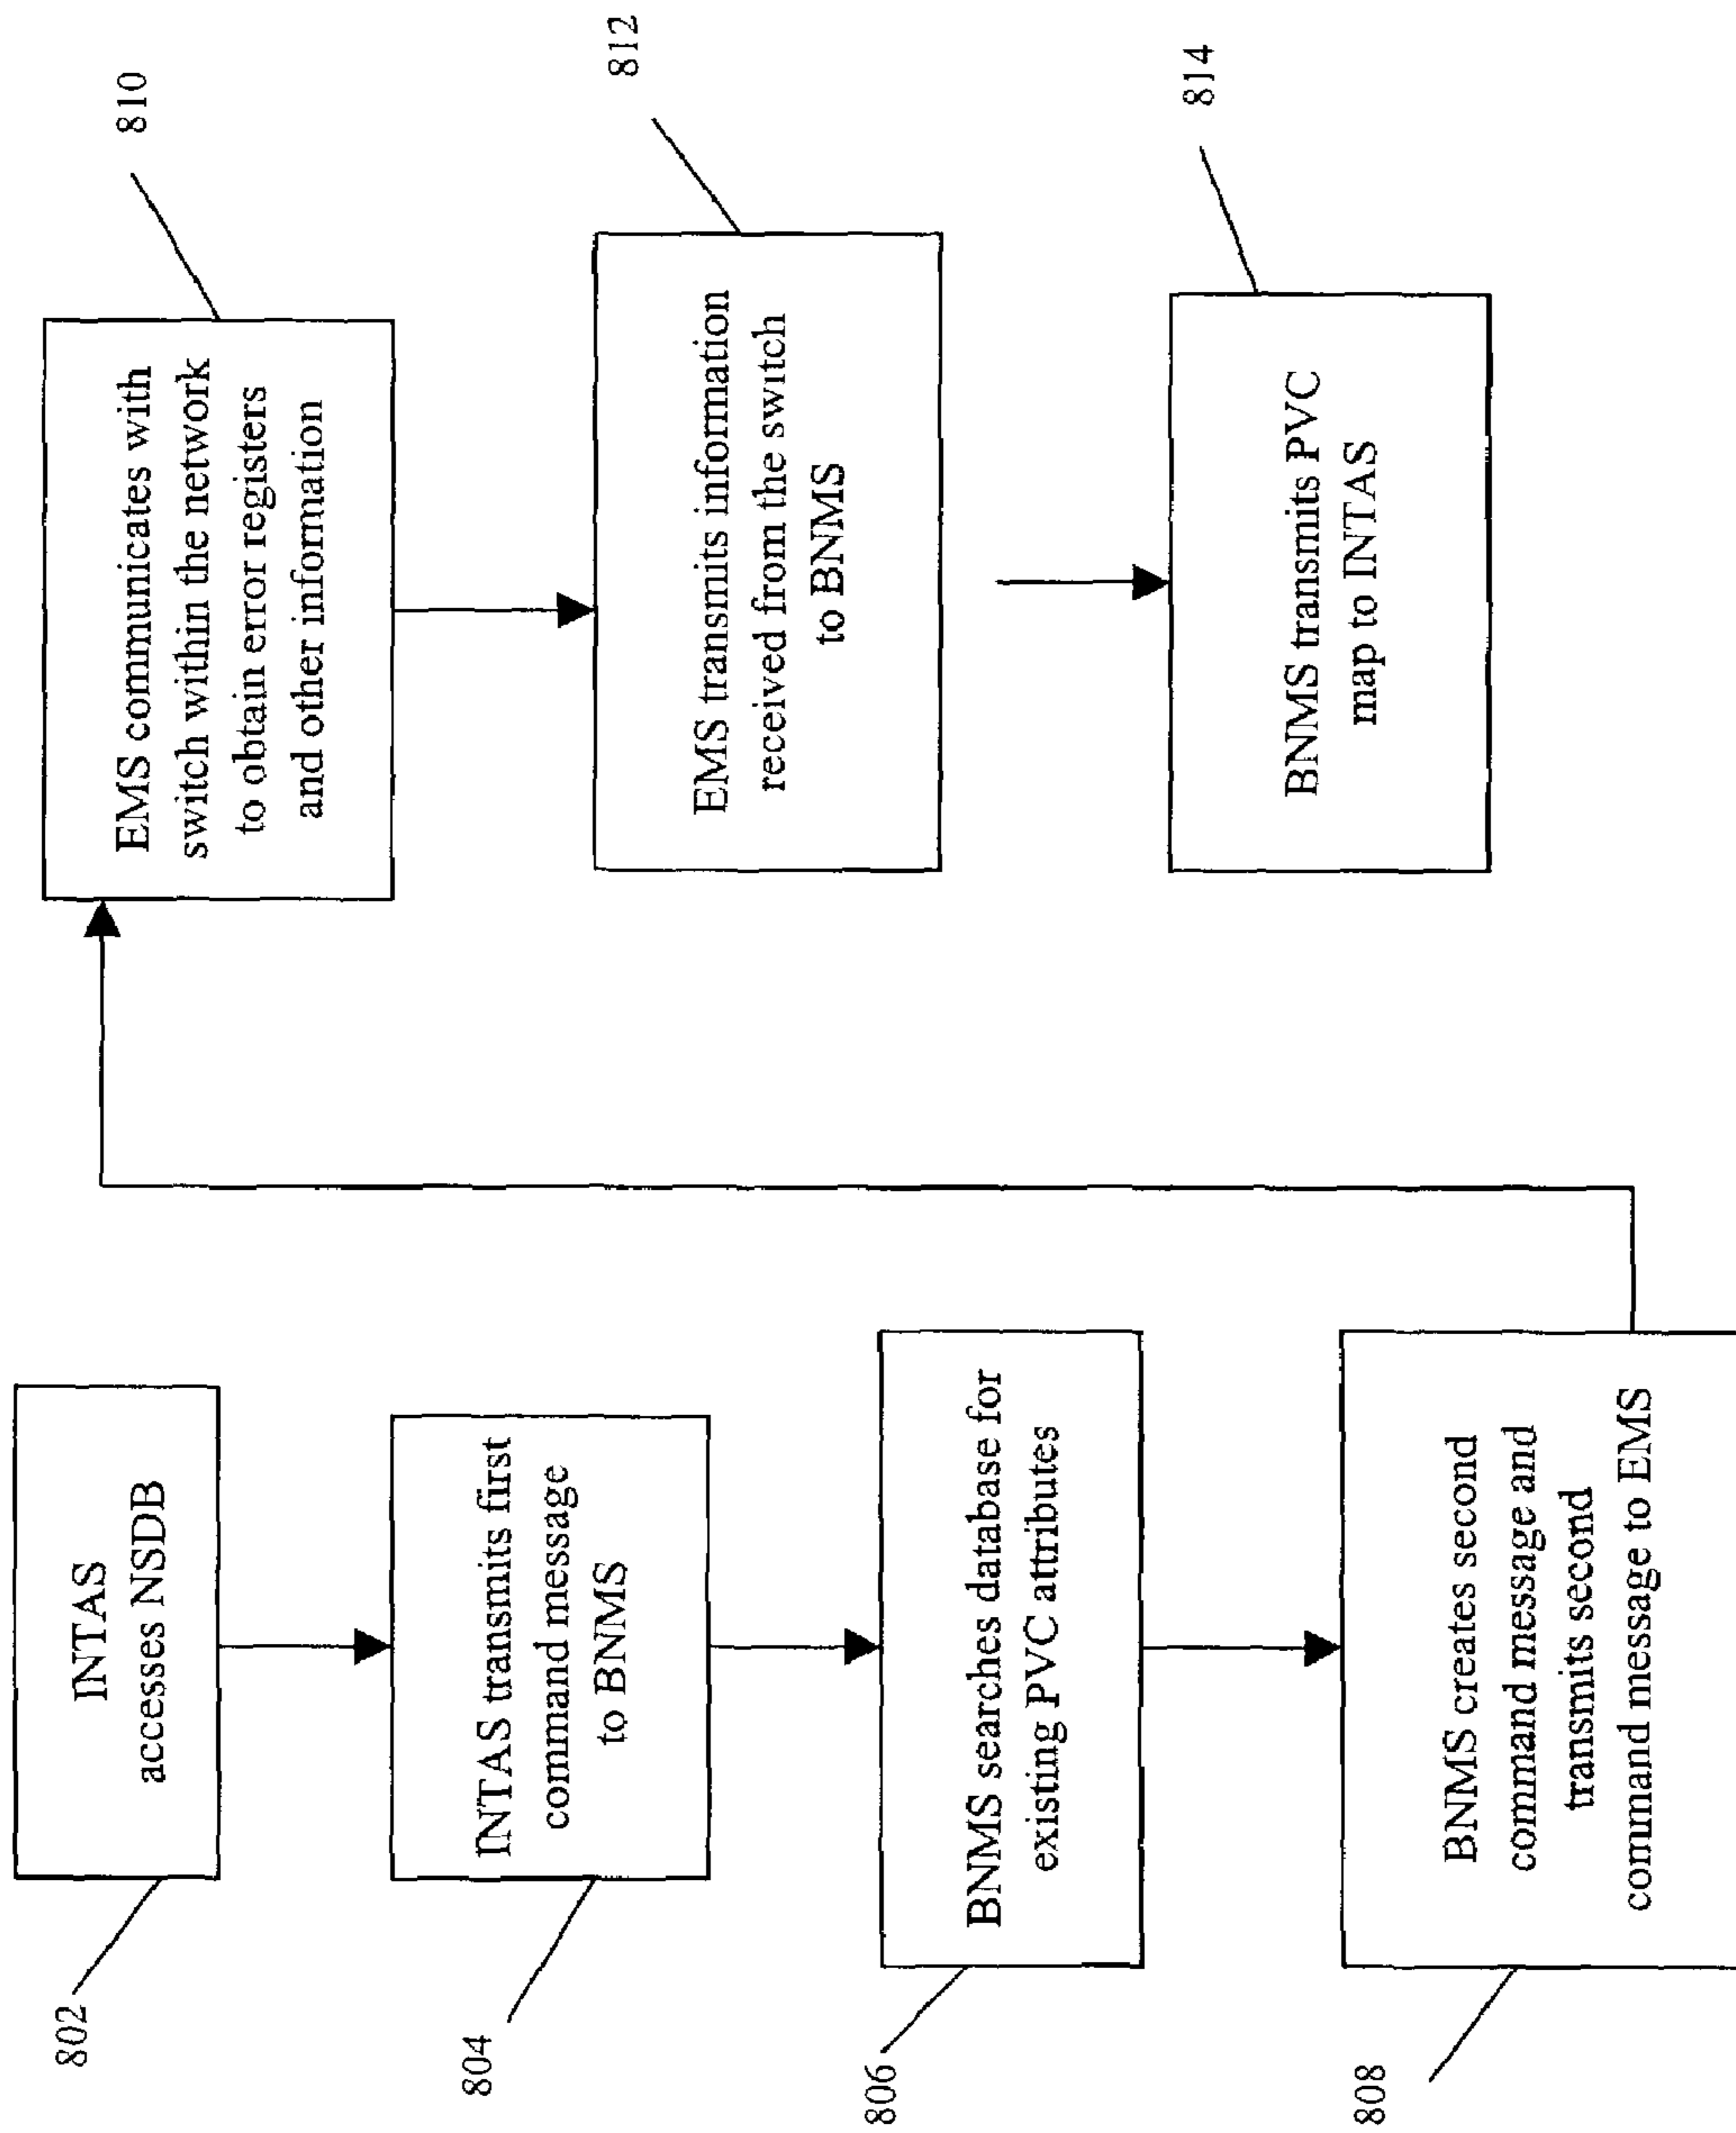 802
INTAS
accesses NSDB
804
INTAS transmits first
command message
to BNMS
806
BNMS searches database for
existing PVC attributes
808
BNMS creates second
command message and
transmits second
command message to EMS
810
EMS communicates with
switch within the network
to obtain error registers
and other information
812
EMS transmits information
received from the switch
to BNMS
814
BNMS transmits PVC
map to INTAS